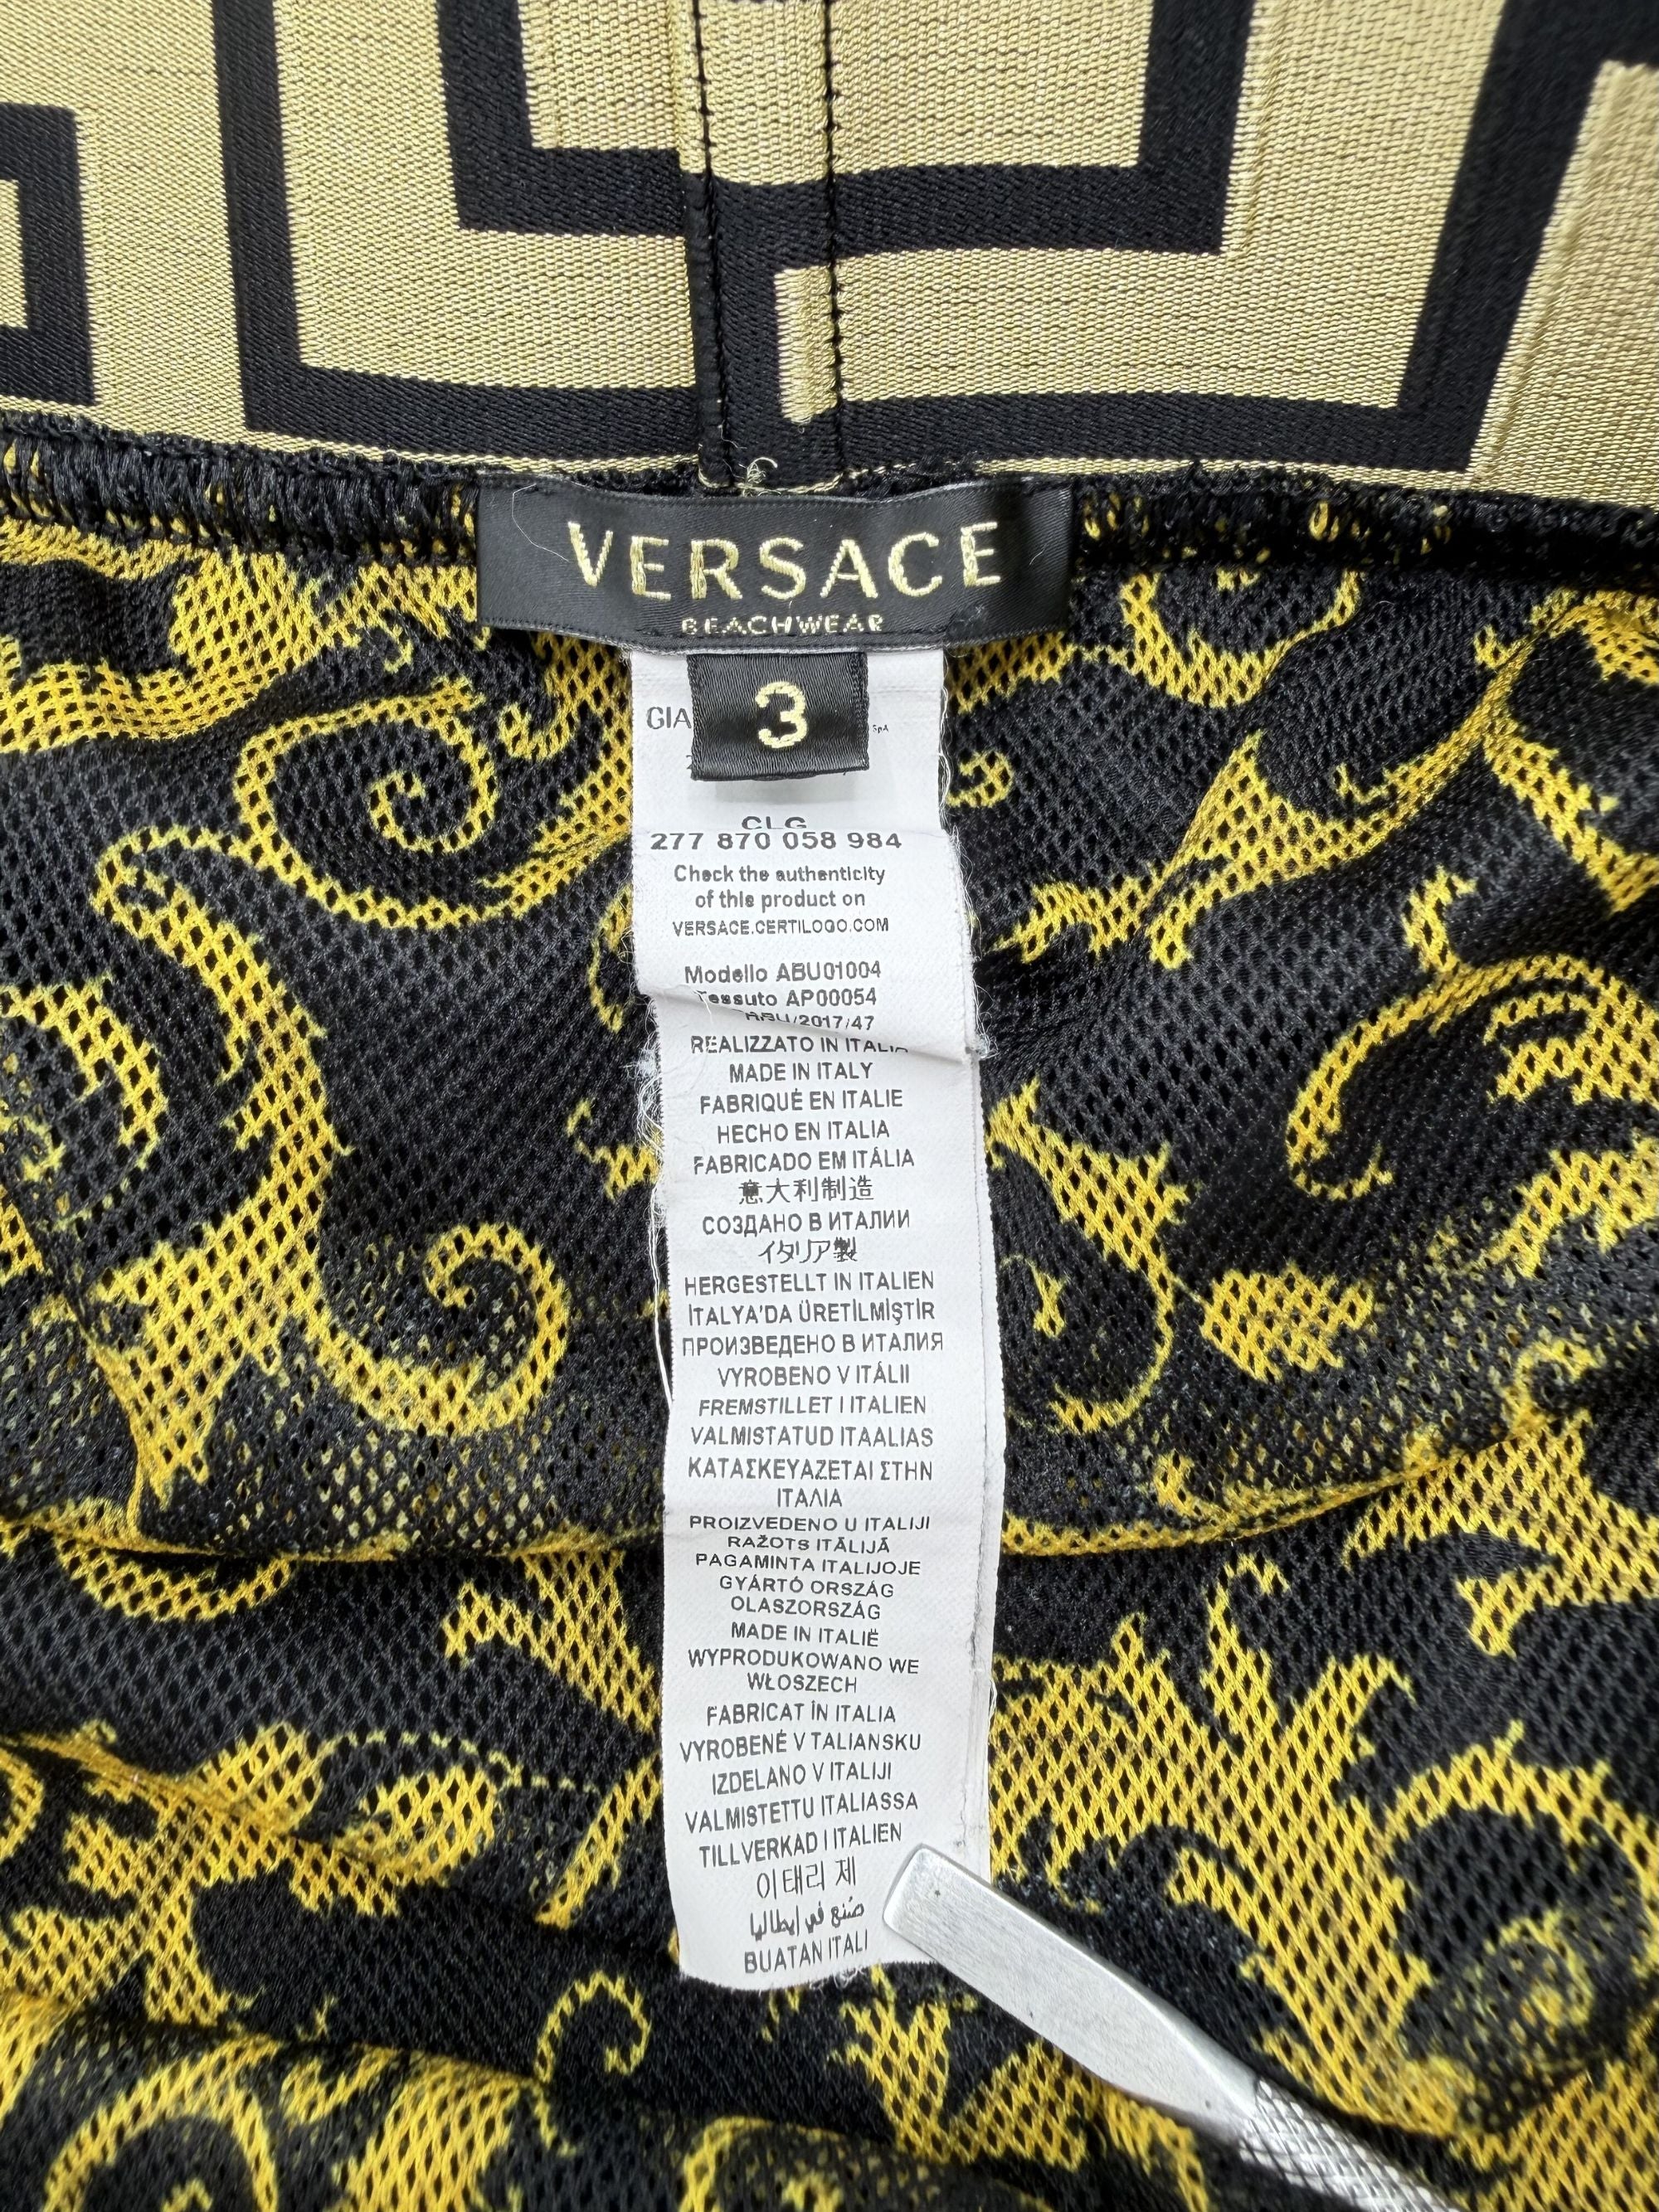 VERSACE
BEACHWEAR
3
GIA
SpA
CLG
277 870 058 984
Check the authenticity
of this product on
VERSACE.CERTILOGO.COM
Modello ABU01004
Tessuto AP00054
ABU/2017/47
REALIZZATO IN ITALIA
MADE IN ITALY
FABRIQUÉ EN ITALIE
HECHO EN ITALIA
FABRICADO EM ITÁLIA
意大利制造
СОЗДАНО В ИТАЛИИ
イタリア製
HERGESTELLT IN ITALIEN
İTALYA'DA ÜRETİLMİŞTİR
ПРОИЗВЕДЕНО В ИТАЛИЯ
VYROBENO V ITÁLII
FREMSTILLET I ITALIEN
VALMISTATUD ITAALIAS
ΚΑΤΑΣΚΕΥΑΖΕΤΑΙ ΣΤΗΝ
ΙΤΑΛΙΑ
PROIZVEDENO U ITALIJI
RAŽOTS ITĀLIJĀ
PAGAMINTA ITALIJOJE
GYÁRTÓ ORSZÁG
OLASZORSZÁG
MADE IN ITALIË
WYPRODUKOWANO WE
WŁOSZECH
FABRICAT ÎN ITALIA
VYROBENÉ V TALIANSKU
IZDELANO V ITALIJI
VALMISTETTU ITALIASSA
TILLVERKAD I ITALIEN
이태리 제
صنع في إيطاليا
BUATAN ITALI